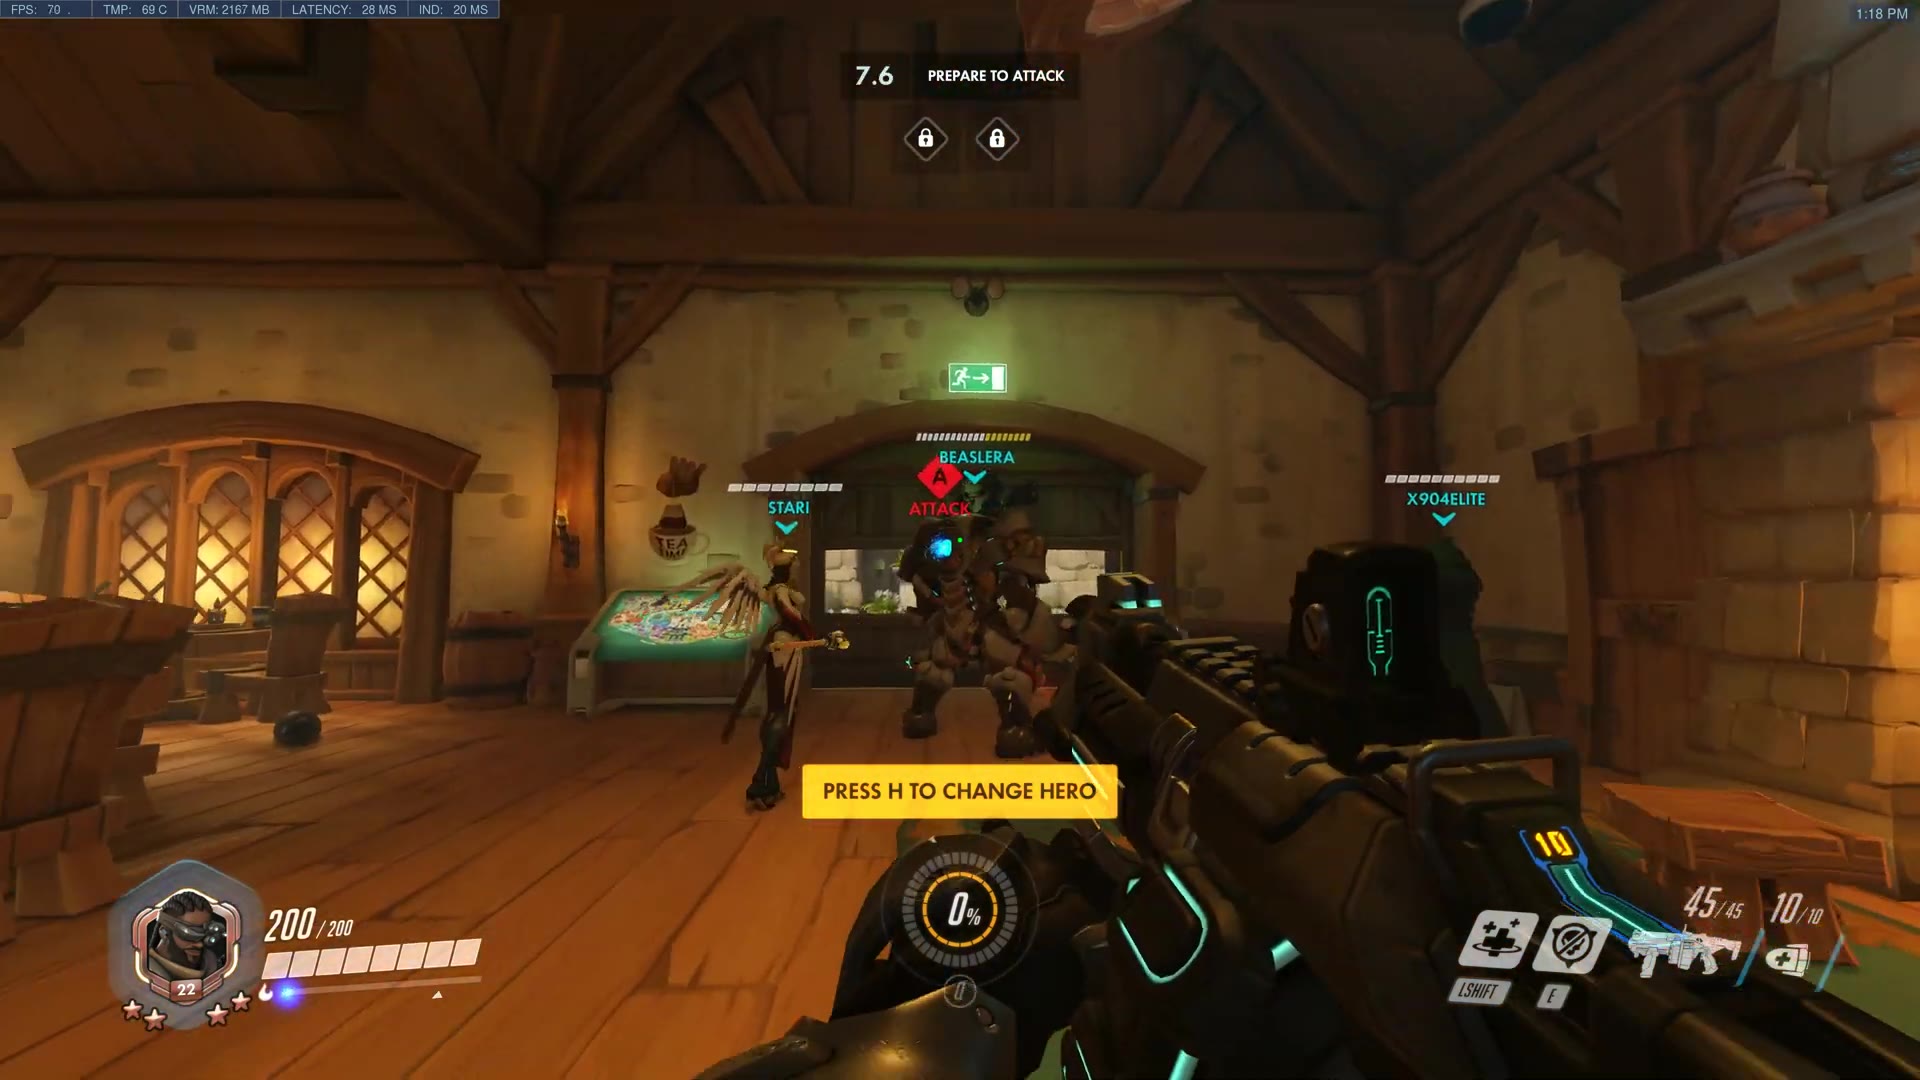 FPS: 70 TMP: 69 C VRM: 2167 MB LATENCY: 28 MS IND: 20 MS
1:18 PM
7.6 PREPARE TO ATTACK
BEASLERA
A
ATTACK
STARI
X904ELITE
TEA
PRESS H TO CHANGE HERO
10
200/200
22
0%
Q
45/45 10/10
LSHIFT E